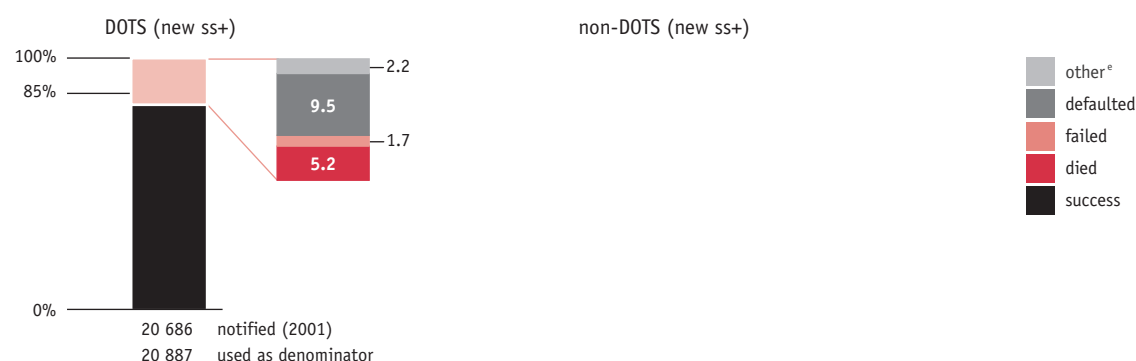 DOTS (new ss+)
non-DOTS (new ss+)
100%
85%
0%
2.2
9.5
1.7
5.2
other e
defaulted
failed
died
success
20 686 notified (2001)
20 887 used as denominator